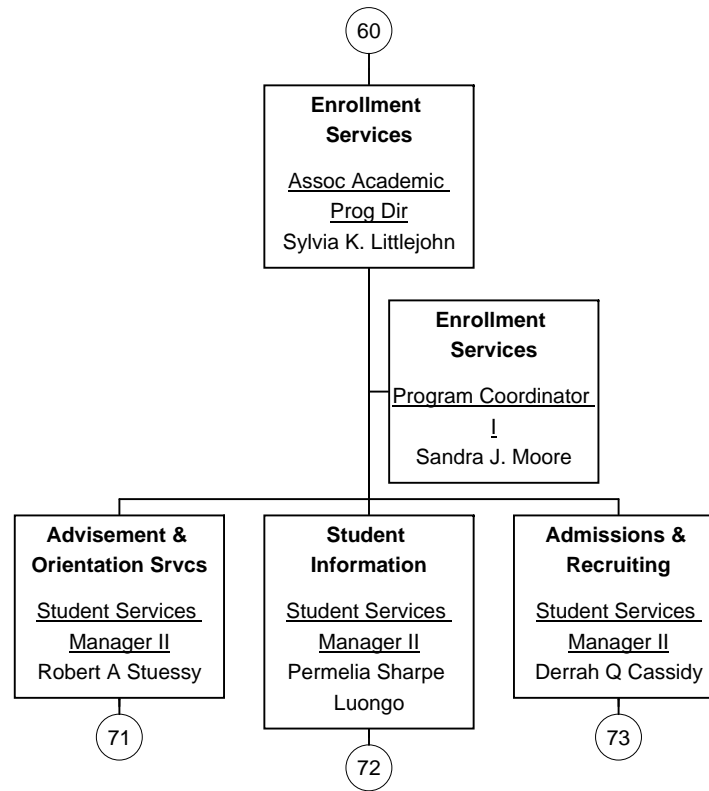 60
Enrollment
Services
Assoc Academic
Prog Dir
Sylvia K. Littlejohn
Enrollment
Services
Program Coordinator
I
Sandra J. Moore
Advisement &
Orientation Srvcs
Student Services
Manager II
Robert A Stuessy
71
Student
Information
Student Services
Manager II
Permelia Sharpe
Luongo
72
Admissions &
Recruiting
Student Services
Manager II
Derrah Q Cassidy
73